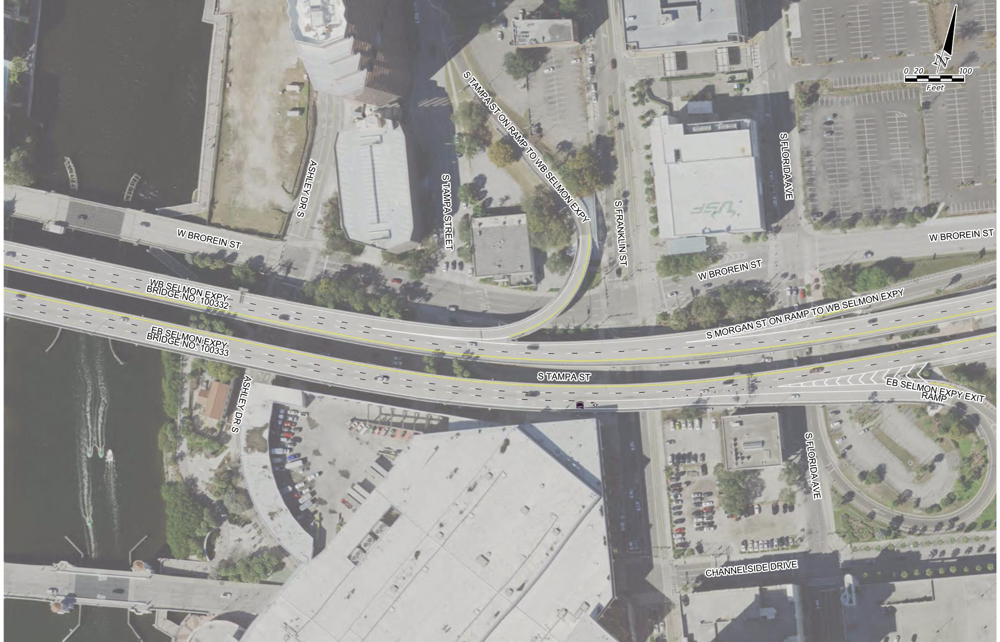 0 20 100
Feet
N
S TAMPA ST ON RAMP TO WB SELMON EXPY
ASHLEY DR S
S TAMPA STREET
S FRANKLIN ST
S FLORIDA AVE
USF
W BROREIN ST
W BROREIN ST
W BROREIN ST
WB SELMON EXPY
BRIDGE NO. 100332
S MORGAN ST ON RAMP TO WB SELMON EXPY
EB SELMON EXPY
BRIDGE NO. 100333
S TAMPA ST
EB SELMON EXPY EXIT
RAMP
ASHLEY DR S
S FLORIDA AVE
CHANNELSIDE DRIVE